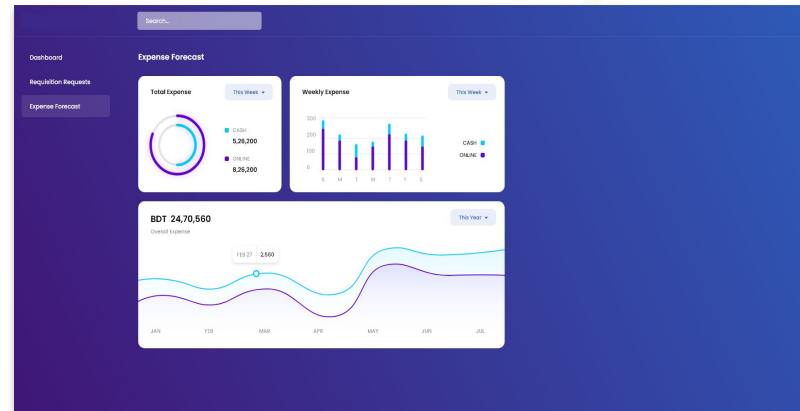 Search...
Dashboard
Requisition Requests
Expense Forecast
Expense Forecast
Total Expense
This Week
CASH
5,26,200
ONLINE
8,26,200
Weekly Expense
This Week
300
200
100
0
S M T W T F S
CASH
ONLINE
BDT 24,70,560
Overall Expense
This Year
FEB 27 2,560
JAN FEB MAR APR MAY JUN JUL